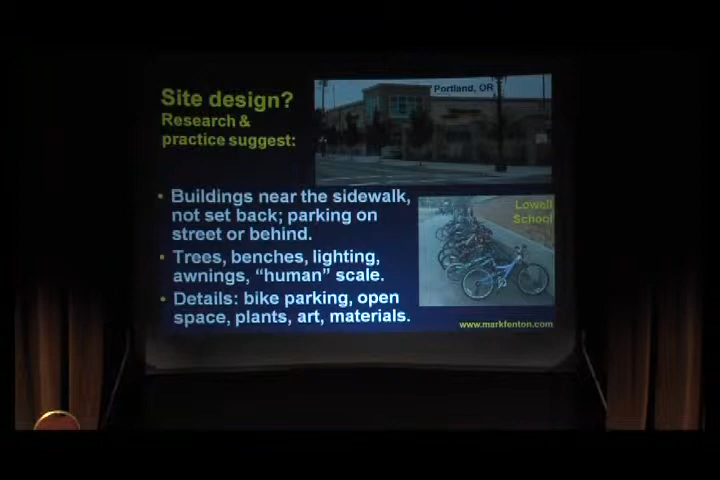 Site design?
Research &
practice suggest:
Portland, OR
• Buildings near the sidewalk,
not set back; parking on
street or behind.
• Trees, benches, lighting,
awnings, “human” scale.
• Details: bike parking, open
space, plants, art, materials.
Lowell
School
www.markfenton.com